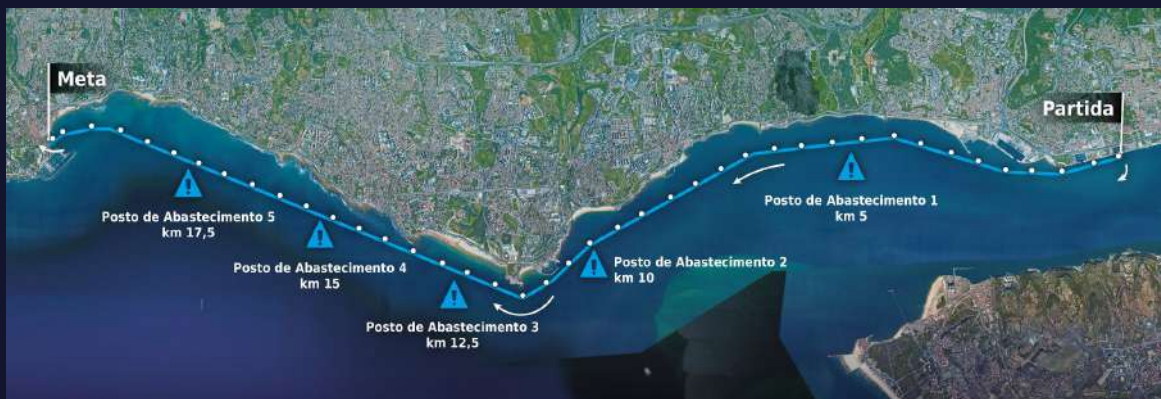 Meta
Partida
Posto de Abastecimento 1
km 5
Posto de Abastecimento 5
km 17,5
Posto de Abastecimento 4
km 15
Posto de Abastecimento 2
km 10
Posto de Abastecimento 3
km 12,5